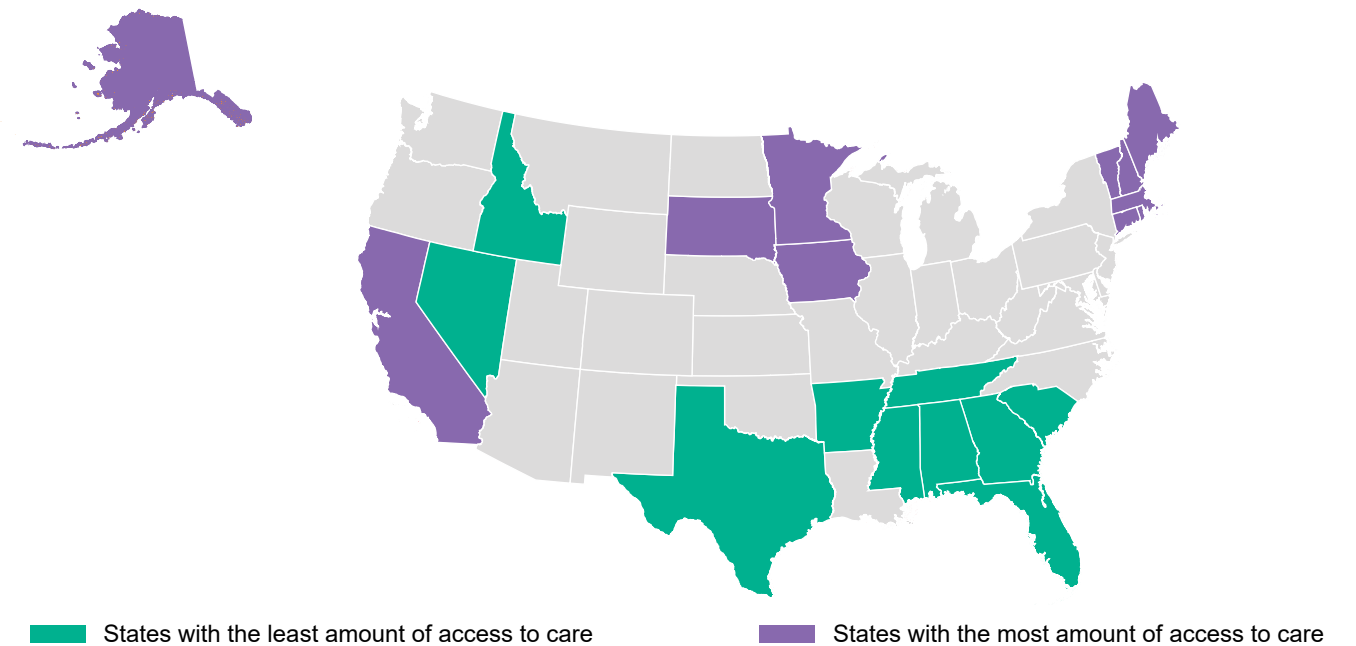 States with the least amount of access to care
States with the most amount of access to care